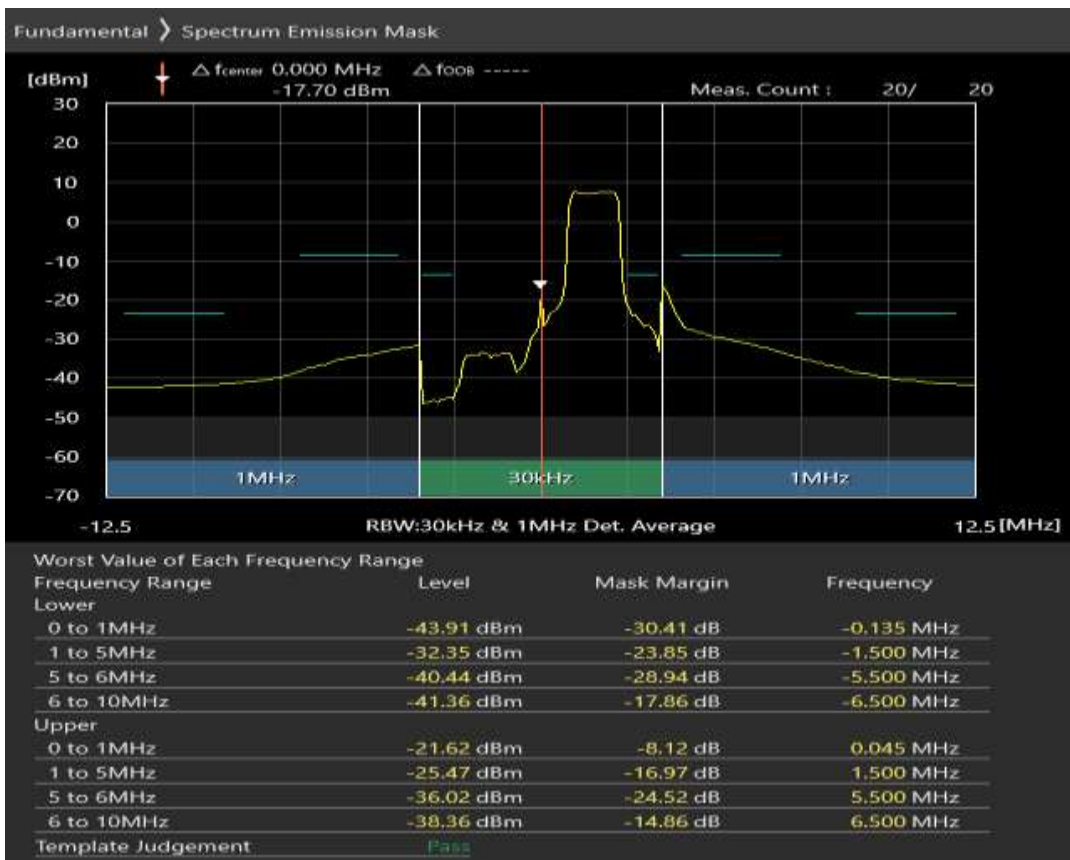 Fundamental ❯ Spectrum Emission Mask
[dBm] △ fcenter 0.000 MHz △ fOOB -----
-17.70 dBm Meas. Count : 20/ 20
30
20
10
0
-10
-20
-30
-40
-50
-60
1MHz 30kHz 1MHz
-70
-12.5 RBW:30kHz & 1MHz Det. Average 12.5 [MHz]
Worst Value of Each Frequency Range
Frequency Range Level Mask Margin Frequency
Lower
0 to 1MHz -43.91 dBm -30.41 dB -0.135 MHz
1 to 5MHz -32.35 dBm -23.85 dB -1.500 MHz
5 to 6MHz -40.44 dBm -28.94 dB -5.500 MHz
6 to 10MHz -41.36 dBm -17.86 dB -6.500 MHz
Upper
0 to 1MHz -21.62 dBm -8.12 dB 0.045 MHz
1 to 5MHz -25.47 dBm -16.97 dB 1.500 MHz
5 to 6MHz -36.02 dBm -24.52 dB 5.500 MHz
6 to 10MHz -38.36 dBm -14.86 dB 6.500 MHz
Template Judgement Pass